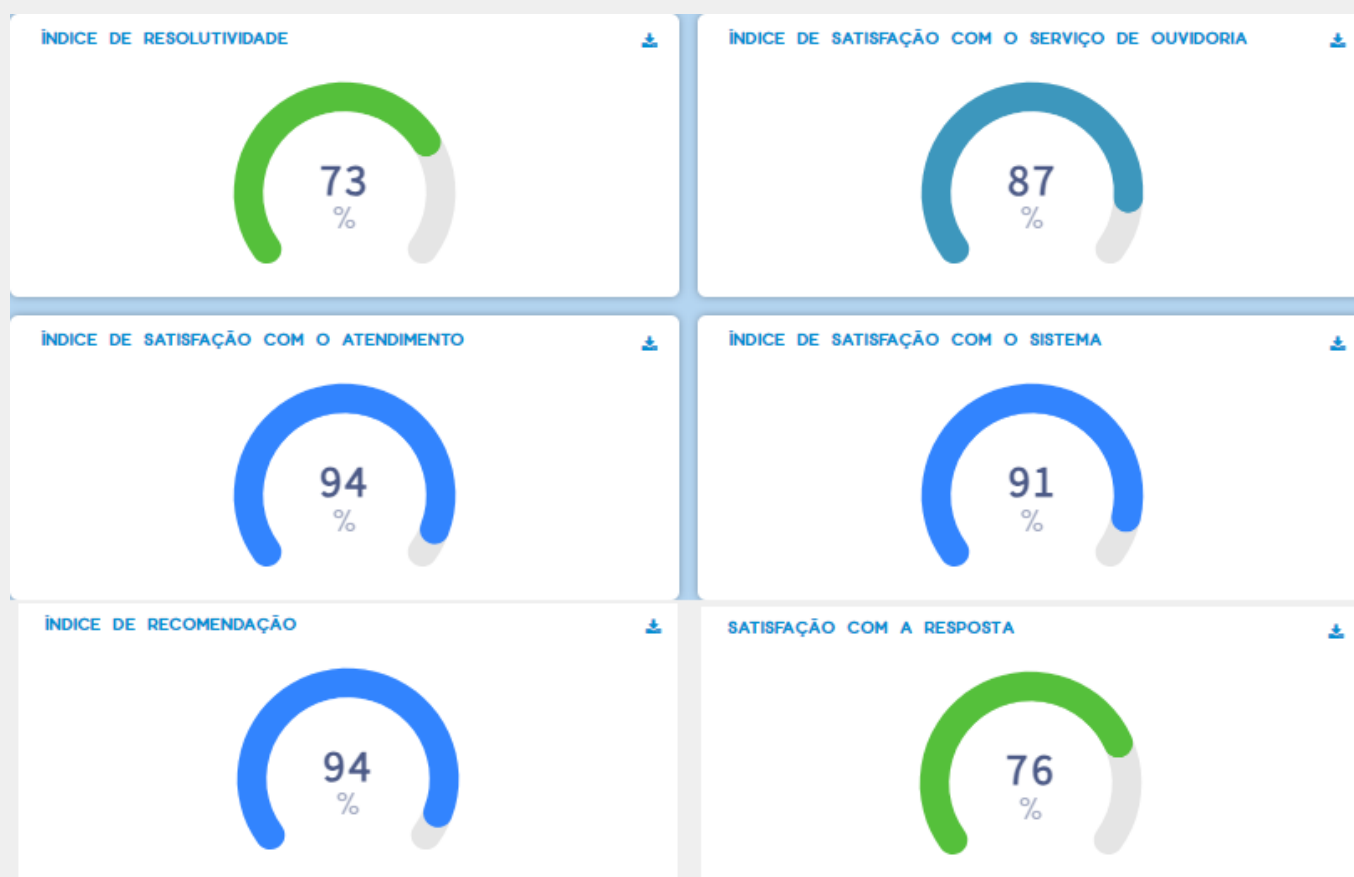 ÍNDICE DE RESOLUTIVIDADE
73
%
ÍNDICE DE SATISFAÇÃO COM O SERVIÇO DE OUVIDORIA
87
%
ÍNDICE DE SATISFAÇÃO COM O ATENDIMENTO
94
%
ÍNDICE DE SATISFAÇÃO COM O SISTEMA
91
%
ÍNDICE DE RECOMENDAÇÃO
94
%
SATISFAÇÃO COM A RESPOSTA
76
%